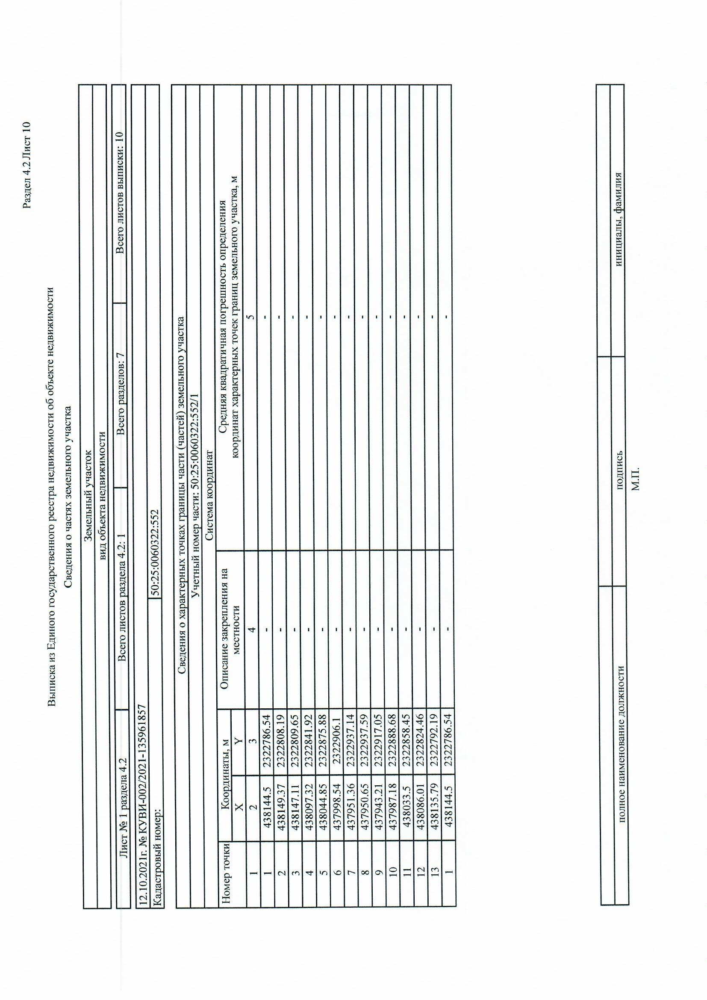 Раздел 4.2 Лист 10
Выписка из Единого государственного реестра недвижимости об объекте недвижимости
Сведения о частях земельного участка
Земельный участок
вид объекта недвижимости
Лист № 1 раздела 4.2 Всего листов раздела 4.2: 1 Всего разделов: 7 Всего листов выписки: 10
12.10.2021г. № КУВИ-002/2021-135961857
Кадастровый номер: 50:25:0060322:552
Сведения о характерных точках границы части (частей) земельного участка
Учетный номер части: 50:25:0060322:552/1
Система координат
Номер точки Координаты, м Описание закрепления на местности Средняя квадратичная погрешность определения
координат характерных точек границ земельного участка, м
X Y
1 2 3 4 5
1 438144.5 2322786.54 - -
2 438149.37 2322808.19 - -
3 438147.11 2322809.65 - -
4 438097.32 2322841.92 - -
5 438044.85 2322875.88 - -
6 437998.54 2322906.1 - -
7 437951.36 2322937.14 - -
8 437950.65 2322937.59 - -
9 437943.21 2322917.05 - -
10 437987.18 2322888.68 - -
11 438033.5 2322858.45 - -
12 438086.01 2322824.46 - -
13 438135.79 2322792.19 - -
1 438144.5 2322786.54 - -
полное наименование должности подпись инициалы, фамилия
М.П.